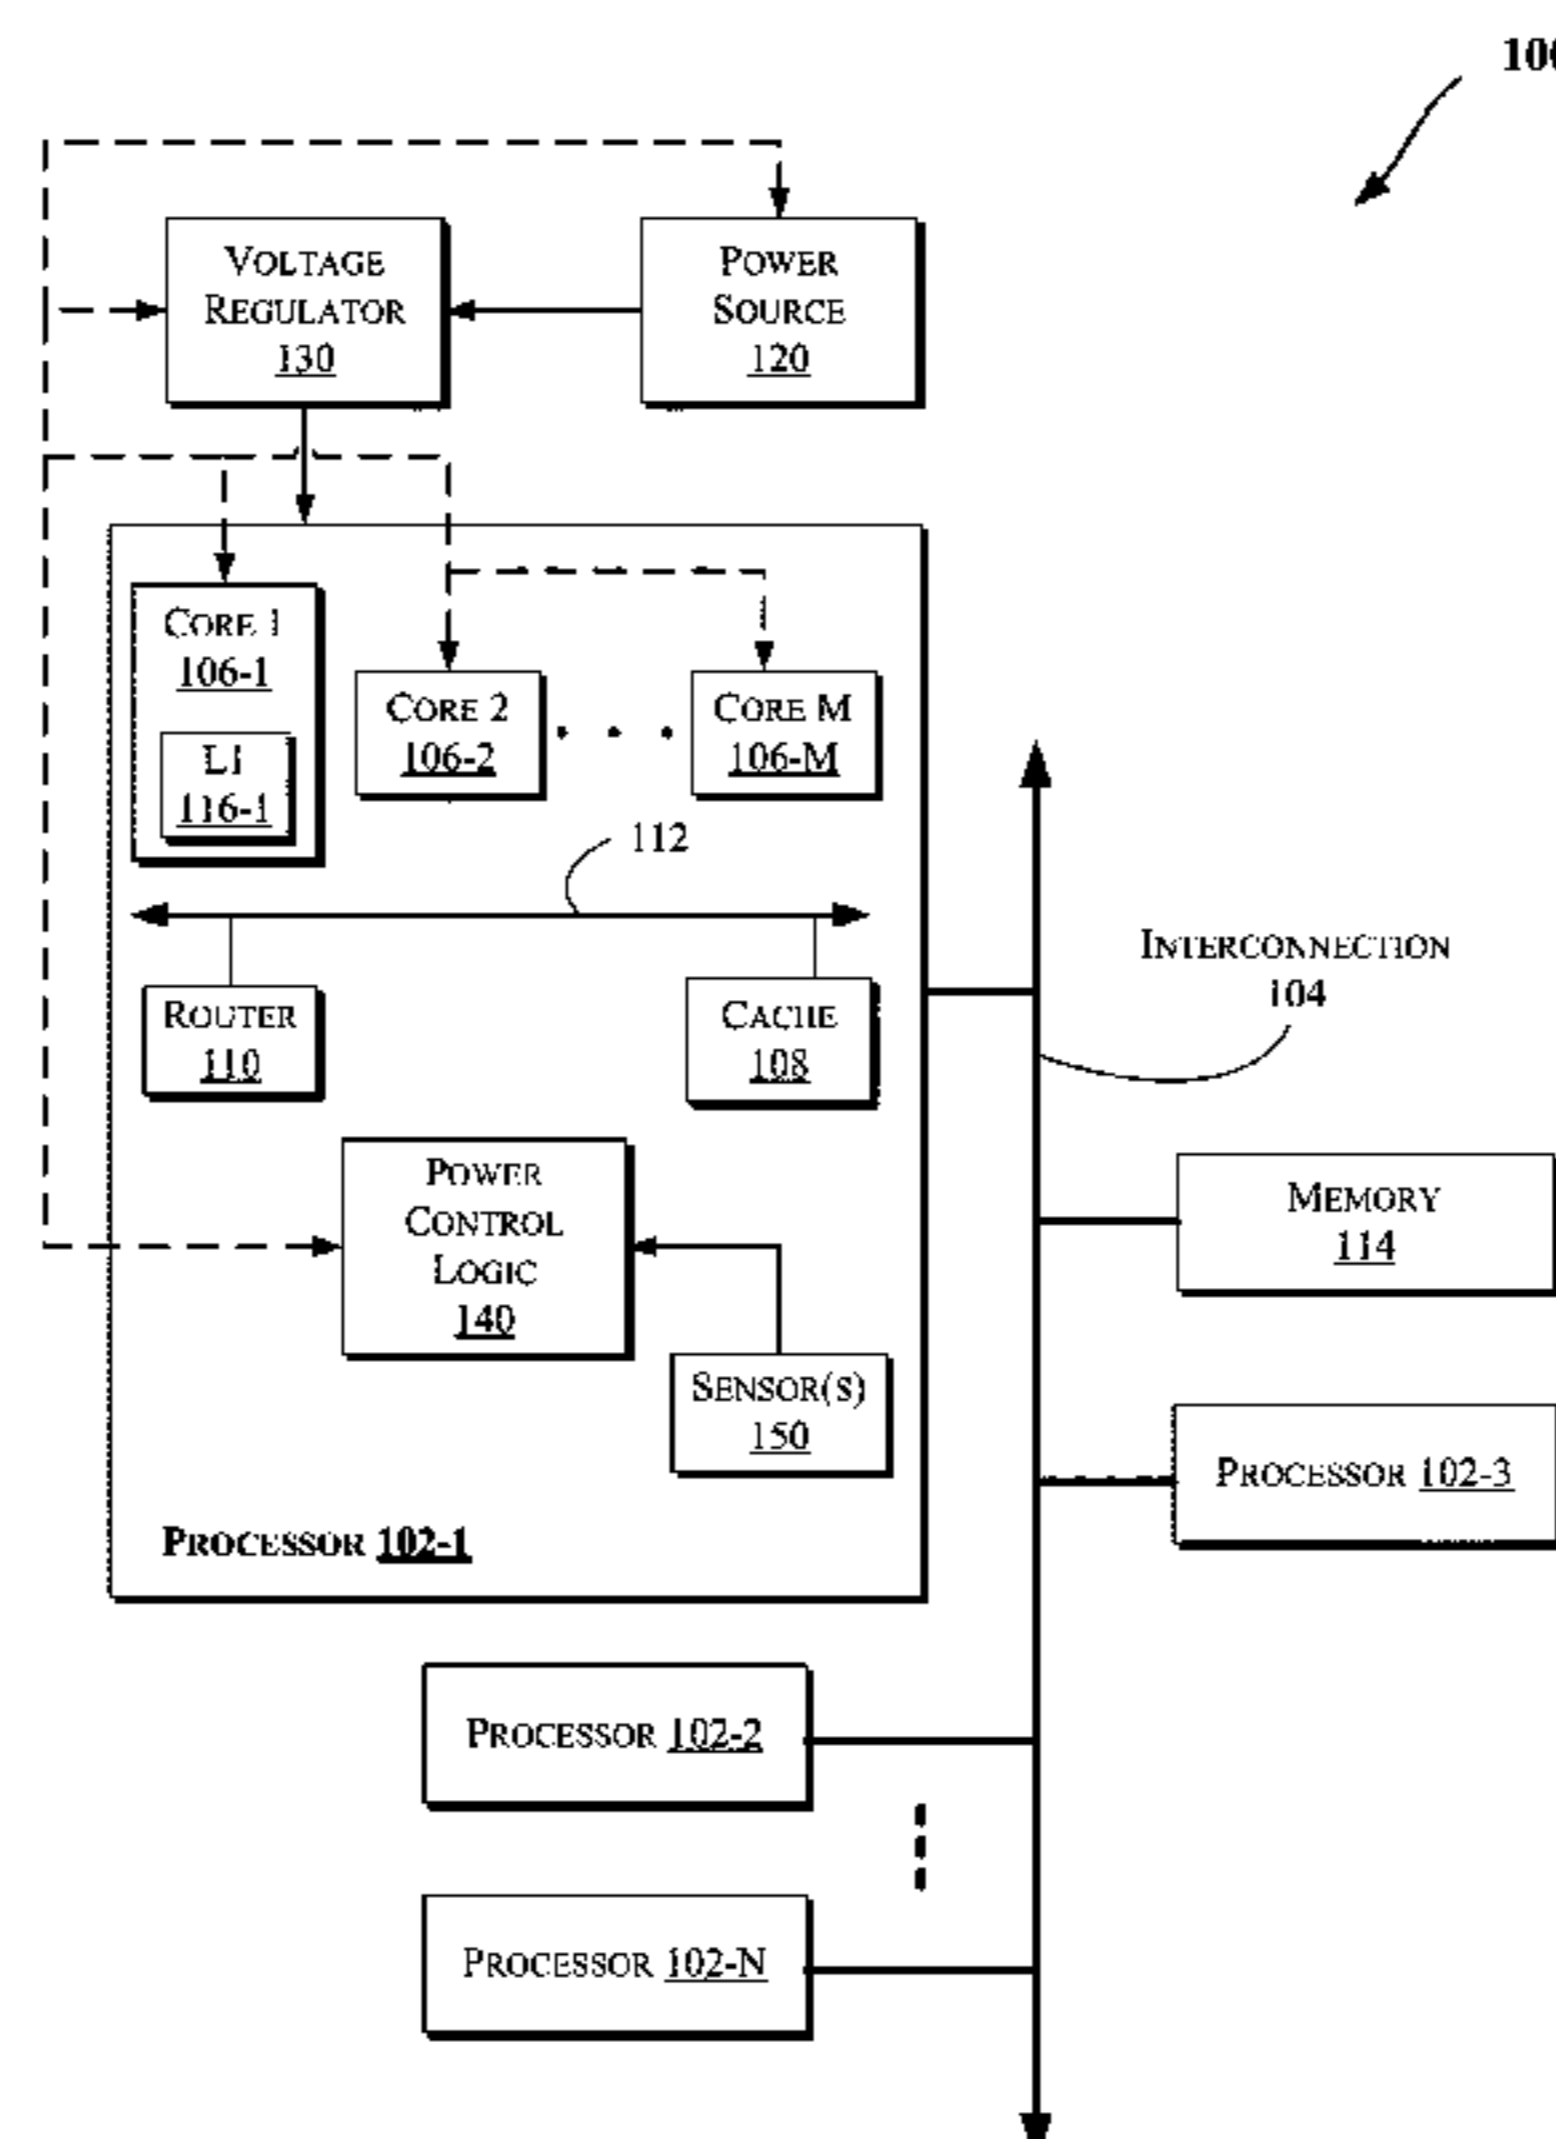 VOLTAGE
REGULATOR
130
POWER
SOURCE
120
CORE 1
106-1
L1
116-1
CORE 2
106-2
CORE M
106-M
112
ROUTER
110
CACHE
108
POWER
CONTROL
LOGIC
140
SENSOR(S)
150
PROCESSOR 102-1
INTERCONNECTION
104
MEMORY
114
PROCESSOR 102-3
PROCESSOR 102-2
PROCESSOR 102-N